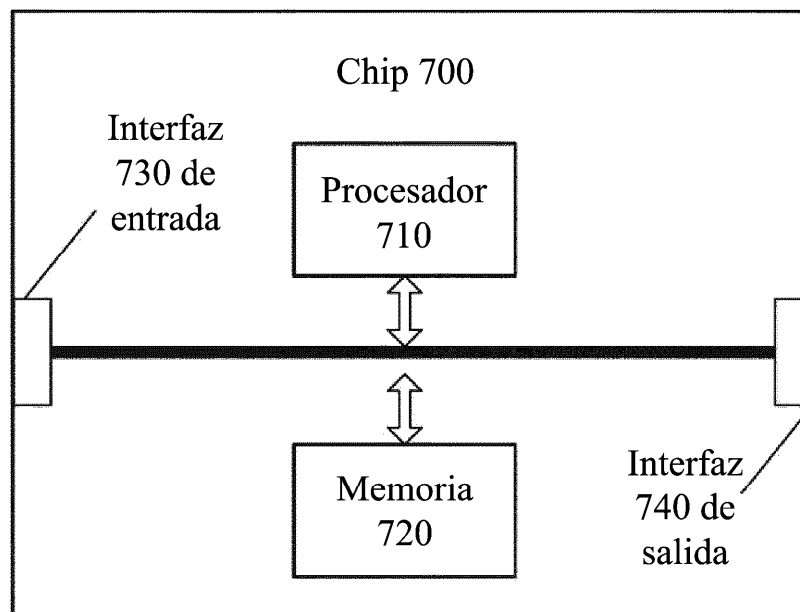 Chip 700
Interfaz
730 de
entrada
Procesador
710
Memoria
720
Interfaz
740 de
salida